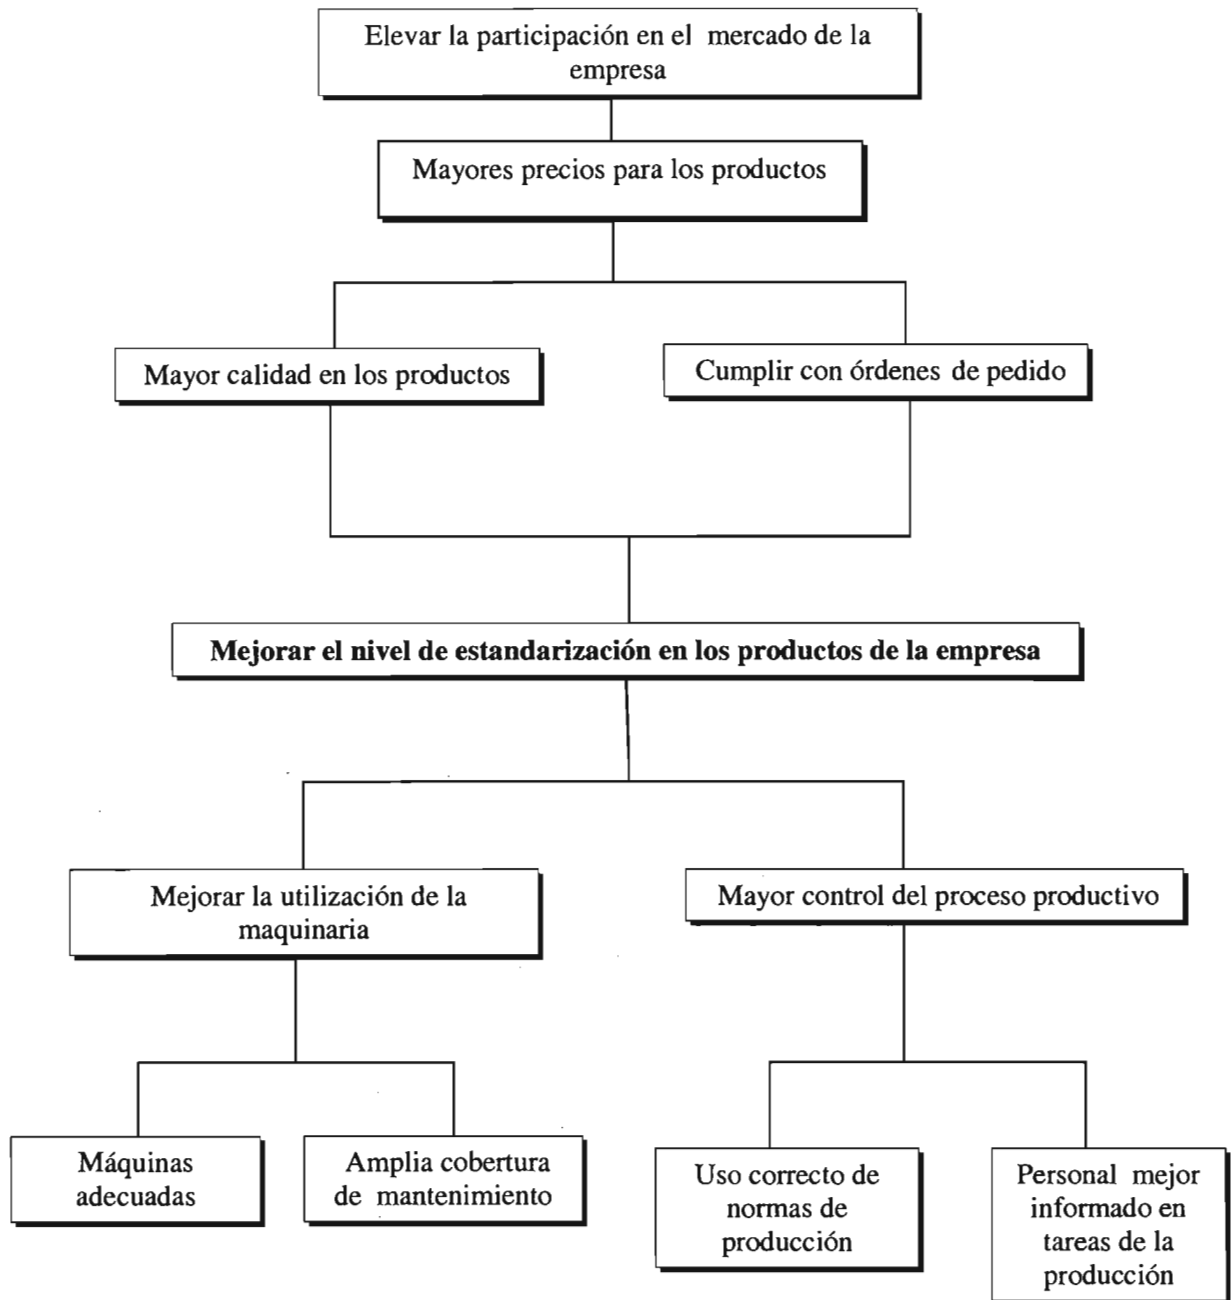 Elevar la participación en el mercado de la
empresa
Mayores precios para los productos
Mayor calidad en los productos
Cumplir con órdenes de pedido
Mejorar el nivel de estandarización en los productos de la empresa
Mejorar la utilización de la
maquinaria
Mayor control del proceso productivo
Máquinas
adecuadas
Amplia cobertura
de mantenimiento
Uso correcto de
normas de
producción
Personal mejor
informado en
tareas de la
producción